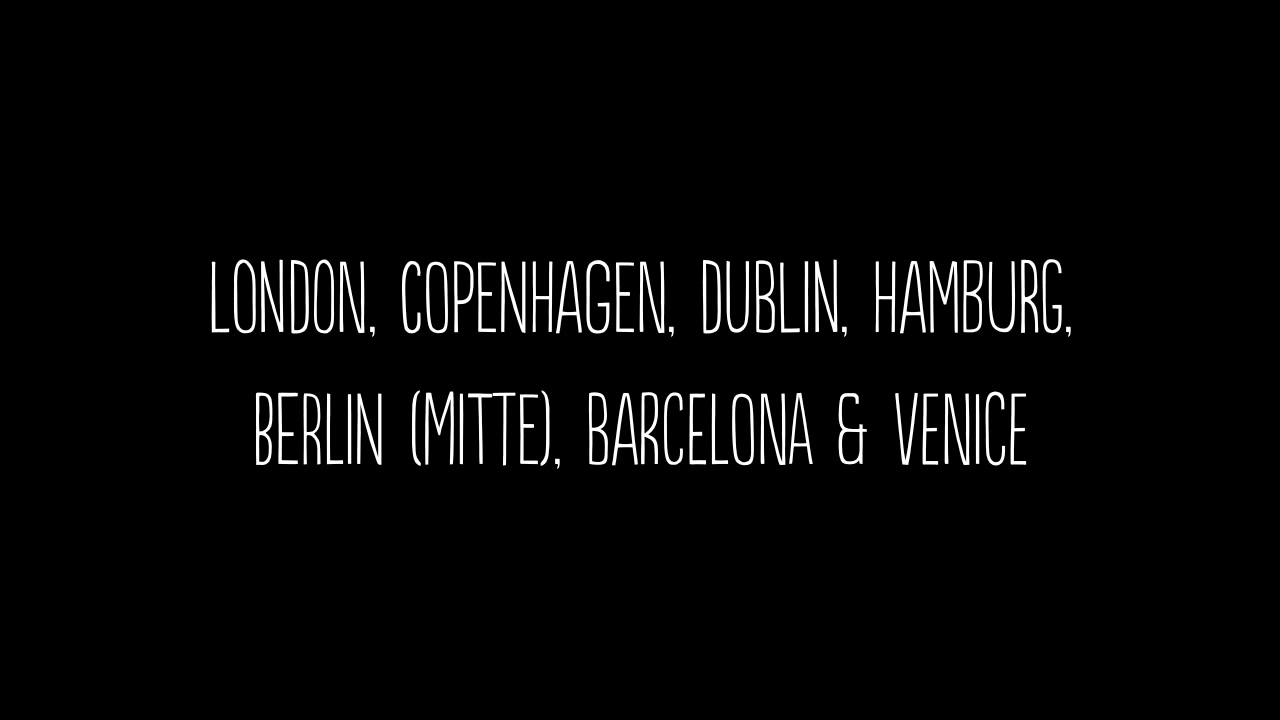 LONDON, COPENHAGEN, DUBLIN, HAMBURG,
BERLIN (MITTE), BARCELONA & VENICE